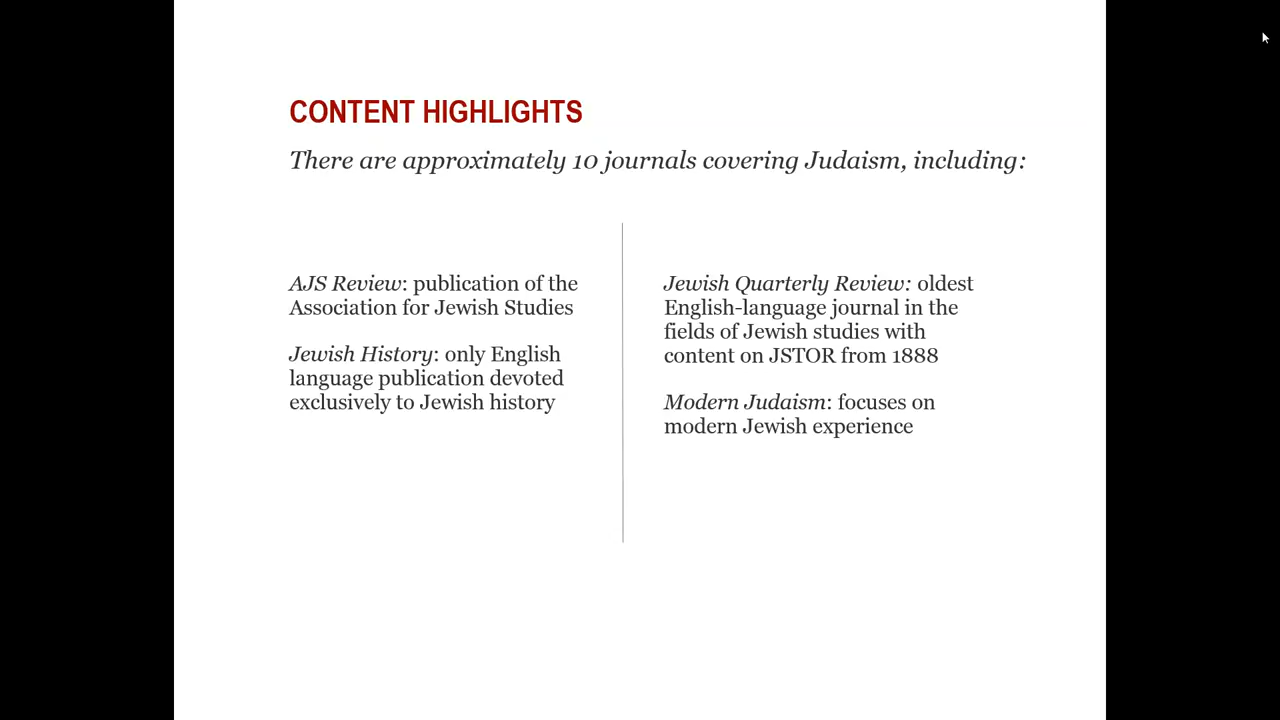 CONTENT HIGHLIGHTS
There are approximately 10 journals covering Judaism, including:
AJS Review: publication of the
Association for Jewish Studies
Jewish History: only English
language publication devoted
exclusively to Jewish history
Jewish Quarterly Review: oldest
English-language journal in the
fields of Jewish studies with
content on JSTOR from 1888
Modern Judaism: focuses on
modern Jewish experience